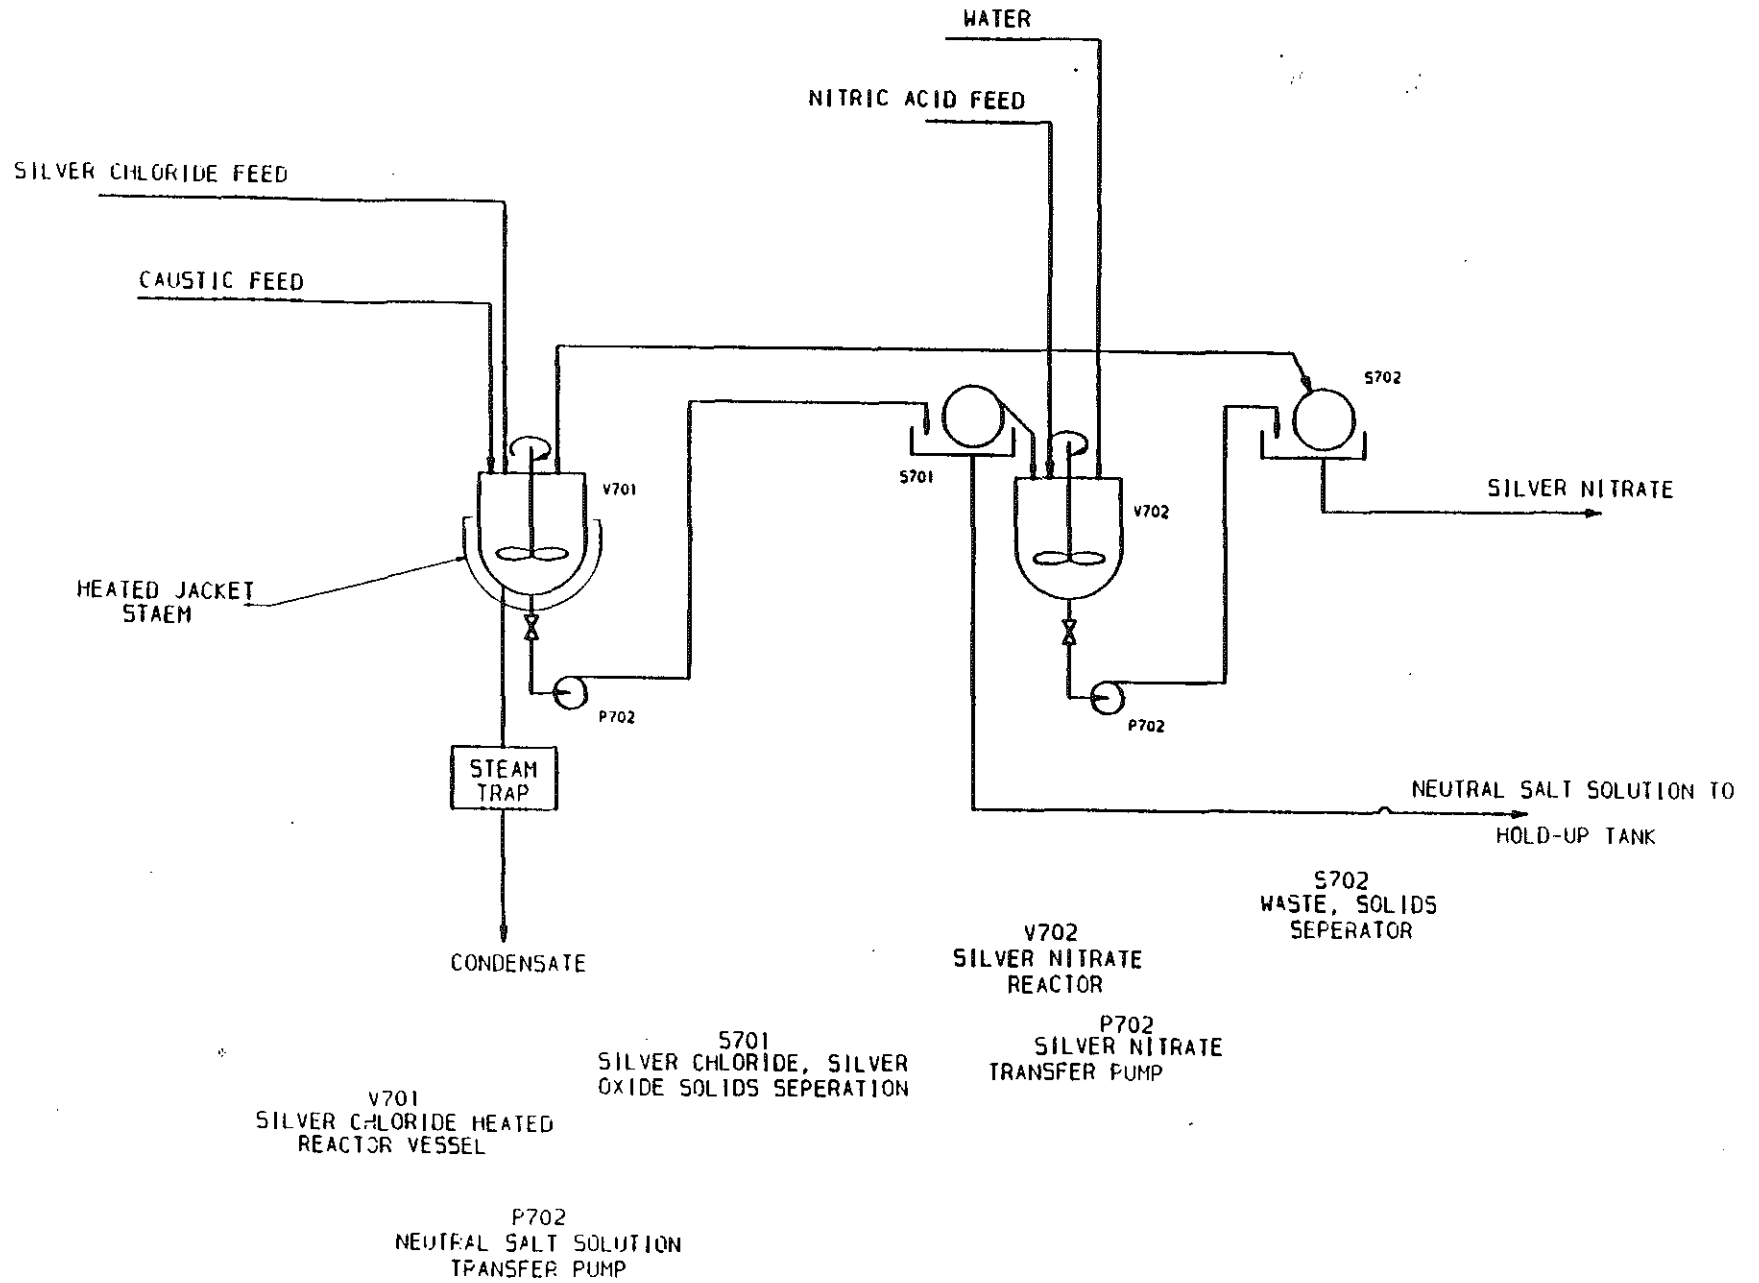 WATER
NITRIC ACID FEED
SILVER CHLORIDE FEED
CAUSTIC FEED
S702
S701
V701
V702
SILVER NITRATE
HEATED JACKET
STAEM
P702
P702
STEAM
TRAP
NEUTRAL SALT SOLUTION TO
HOLD-UP TANK
CONDENSATE
S702
WASTE, SOLIDS
SEPERATOR
V702
SILVER NITRATE
REACTOR
P702
SILVER NITRATE
TRANSFER PUMP
S701
SILVER CHLORIDE, SILVER
OXIDE SOLIDS SEPERATION
V701
SILVER CHLORIDE HEATED
REACTOR VESSEL
P702
NEUTRAL SALT SOLUTION
TRANSFER PUMP